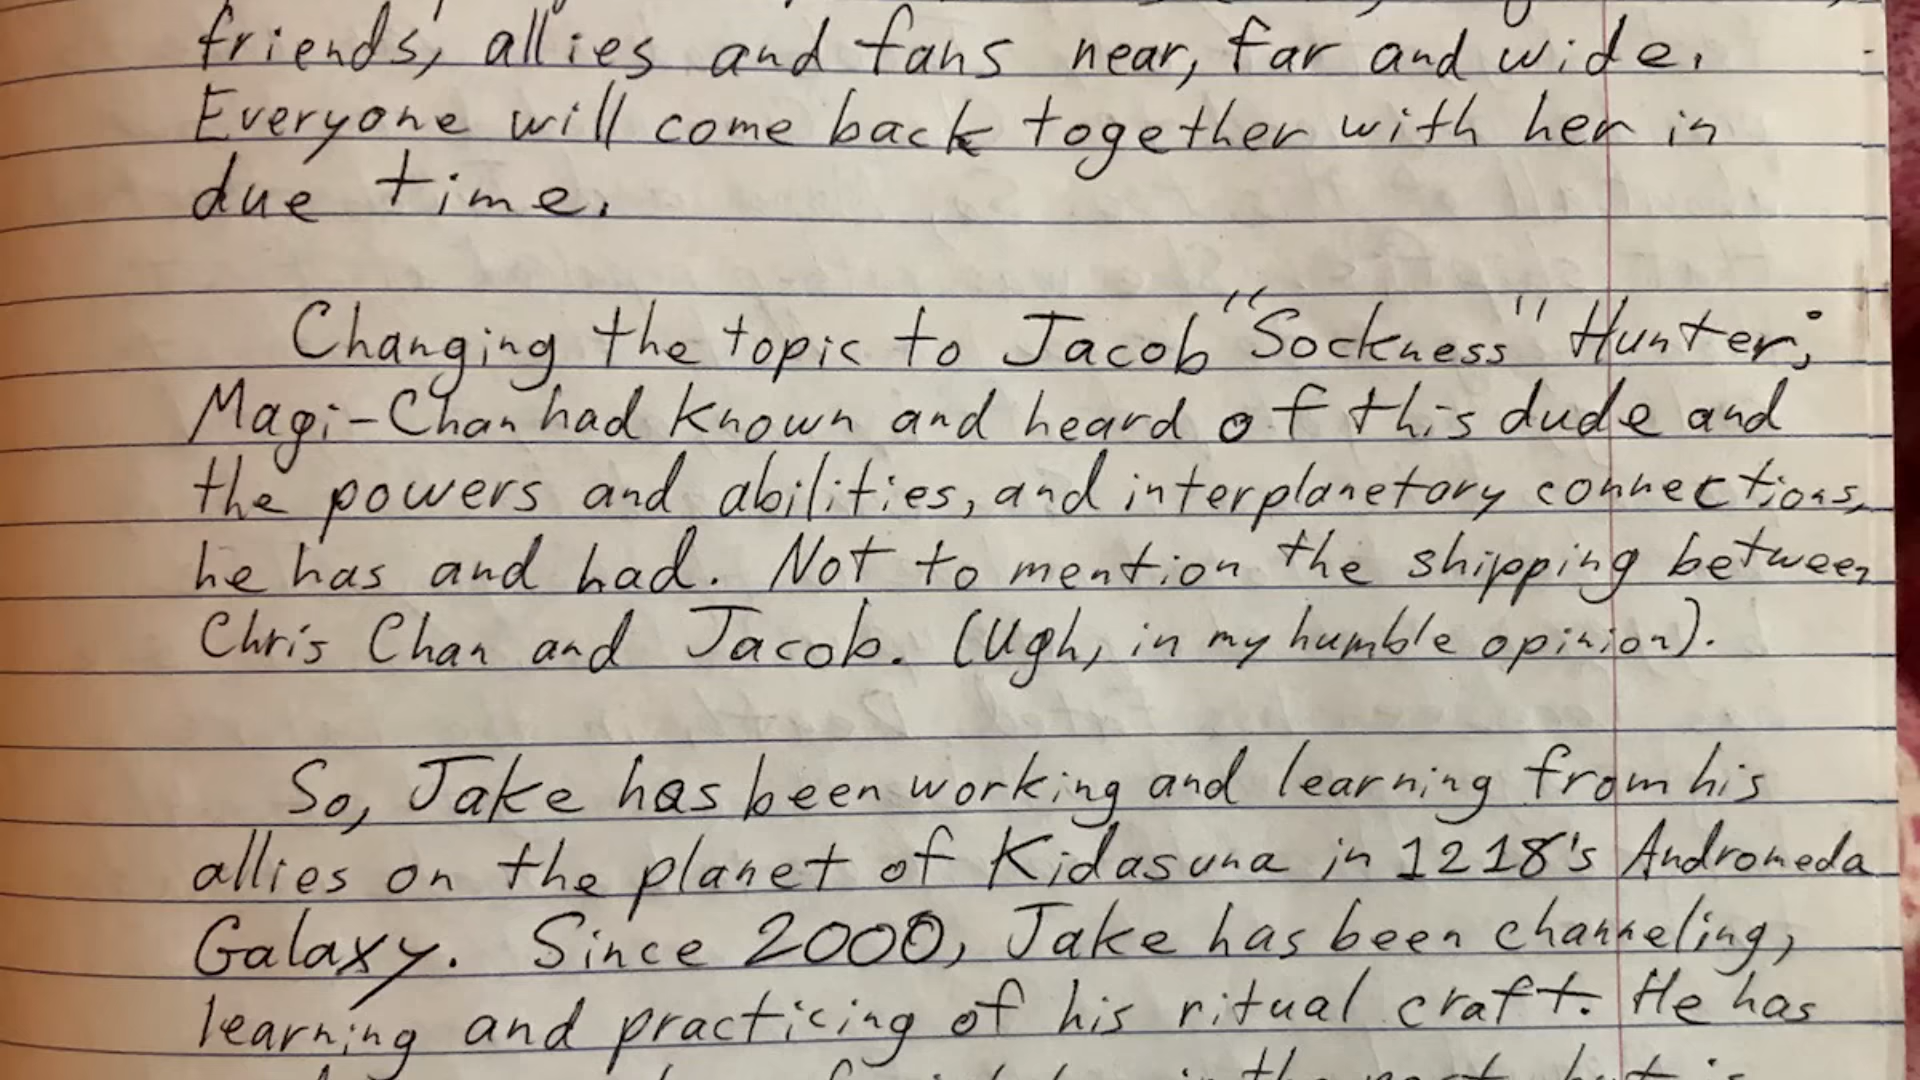 friends, allies and fans near, far and wide.
Everyone will come back together with her in
due time.
Changing the topic to Jacob "Sockness" Hunter;
Magi-Chan had known and heard of this dude and
the powers and abilities, and interplanetary connections,
he has and had. Not to mention the shipping between
Chris Chan and Jacob. (Ugh, in my humble opinion).
So, Jake has been working and learning from his
allies on the planet of Kidasuna in 1218's Andromeda
Galaxy. Since 2000, Jake has been channeling,
learning and practicing of his ritual craft. He has